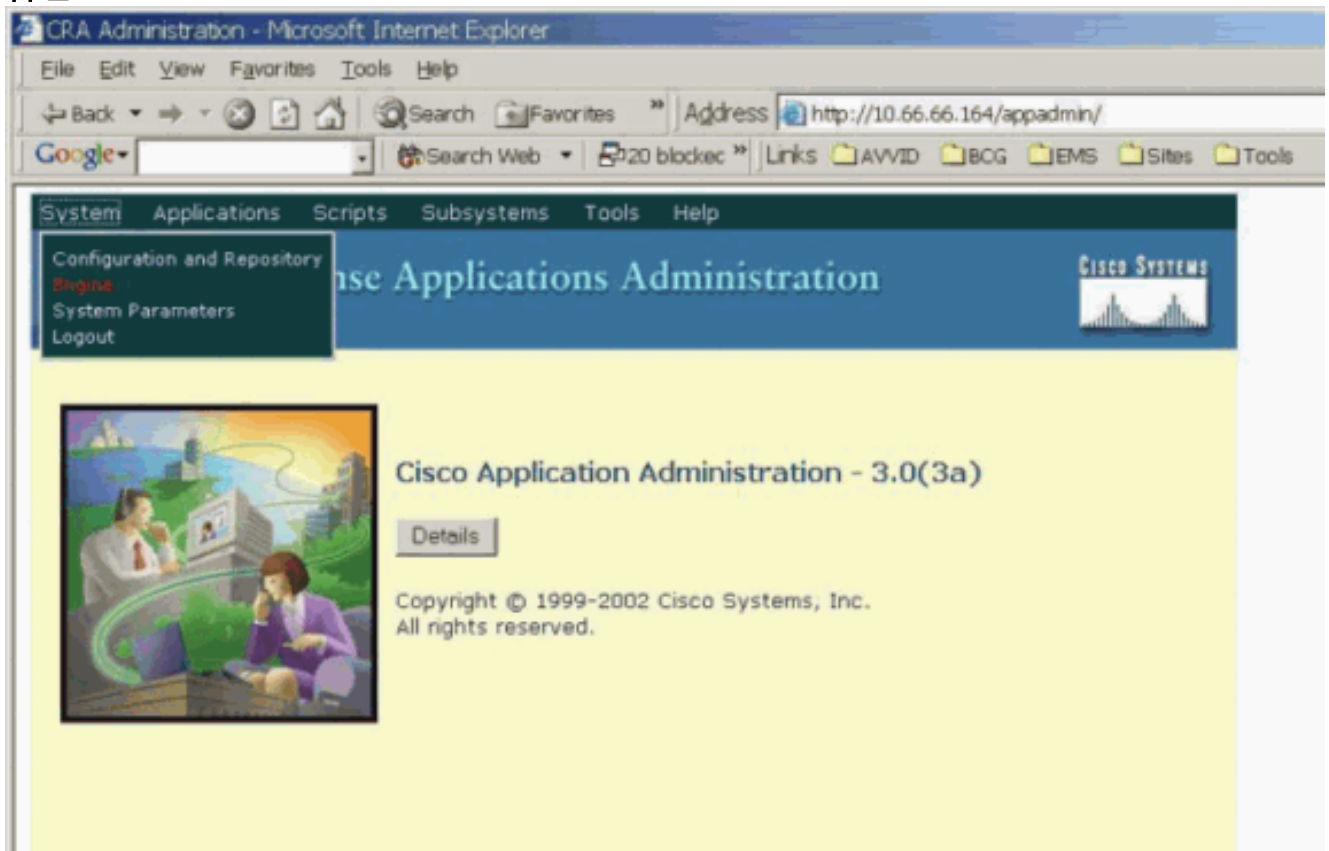 CRA Administration - Microsoft Internet Explorer
File Edit View Favorites Tools Help
Back Search Favorites » Address http://10.66.66.164/appadmin/
Google Search Web 20 blockec » Links AVVID BCG EMS Sites Tools
System Applications Scripts Subsystems Tools Help
Configuration and Repository
Engine
System Parameters
Logout
nse Applications Administration
CISCO SYSTEMS
Cisco Application Administration - 3.0(3a)
Details
Copyright © 1999-2002 Cisco Systems, Inc.
All rights reserved.